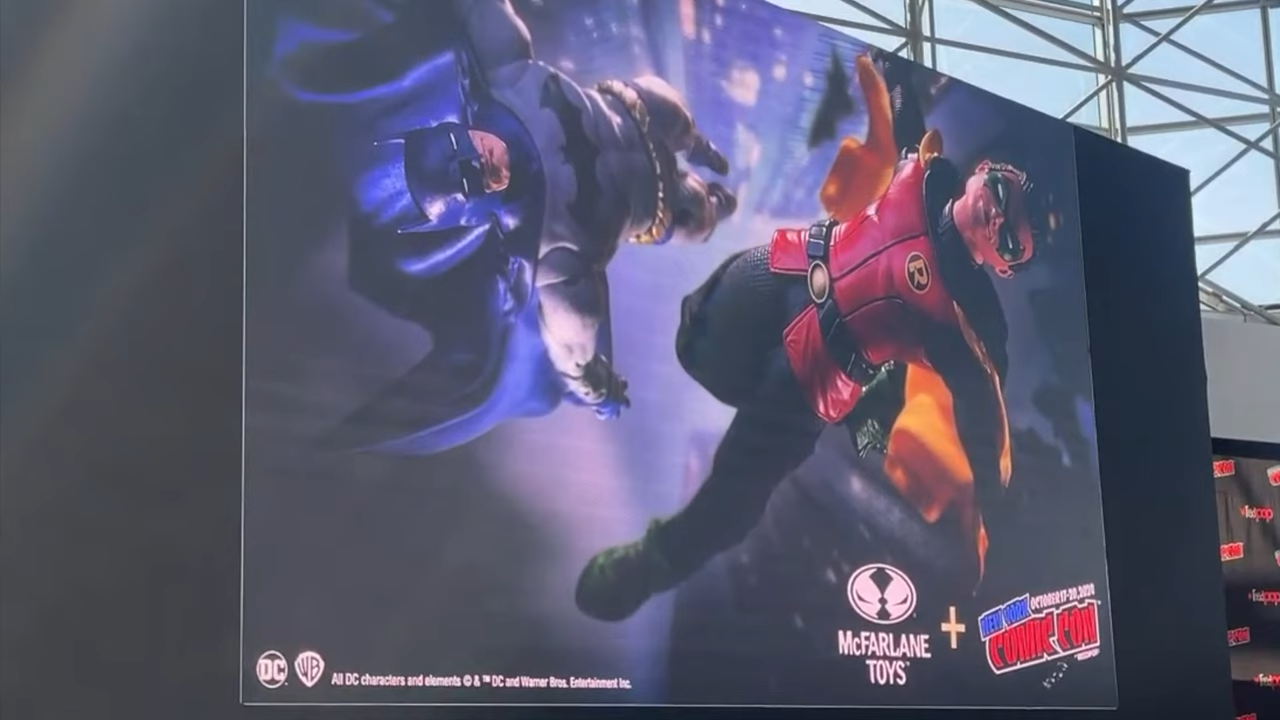 R
McFARLANE
TOYS
+
NEW YORK
COMIC CON
DC
WB
All DC characters and elements © & ™ DC and Warner Bros. Entertainment Inc.